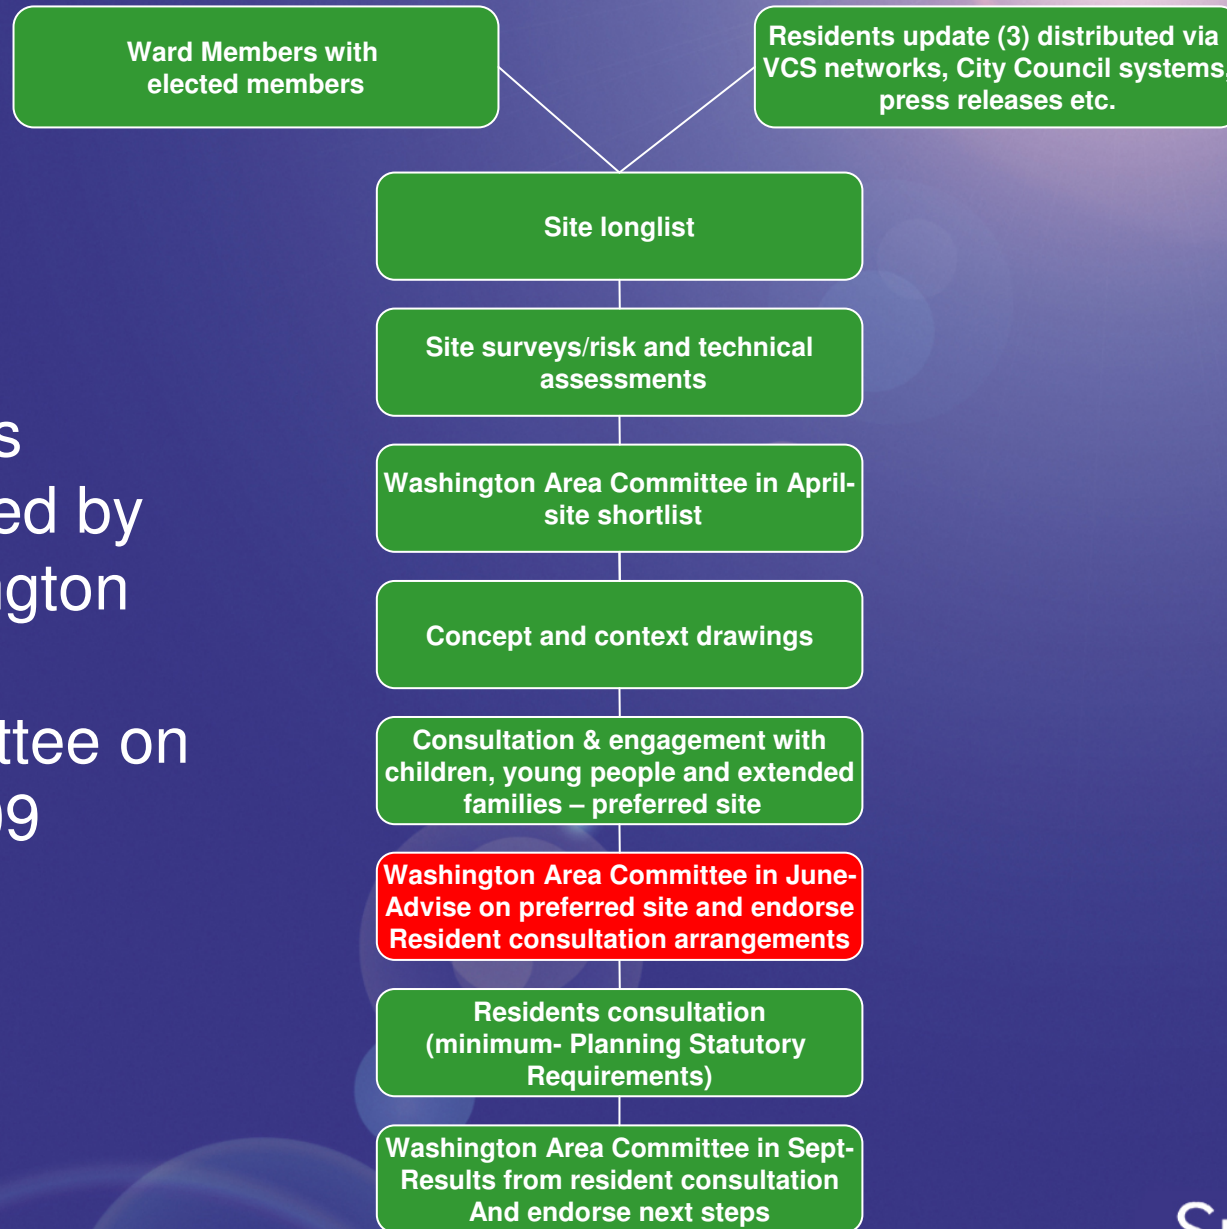 Ward Members with
elected members
Residents update (3) distributed via
VCS networks, City Council systems,
press releases etc.
Site longlist
Site surveys/risk and technical
assessments
Washington Area Committee in April-
site shortlist
Concept and context drawings
Consultation & engagement with
children, young people and extended
families – preferred site
Washington Area Committee in June-
Advise on preferred site and endorse
Resident consultation arrangements
Residents consultation
(minimum- Planning Statutory
Requirements)
Washington Area Committee in Sept-
Results from resident consultation
And endorse next steps
s
ed by
gton
ttee on
9